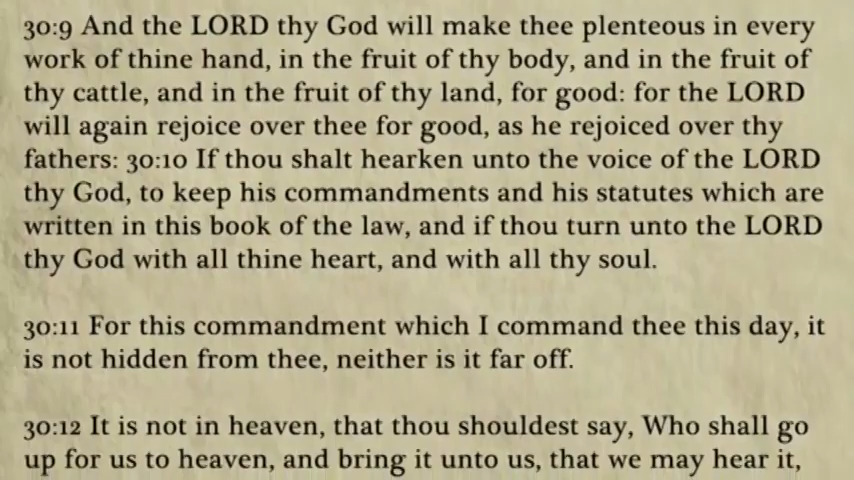 30:9 And the LORD thy God will make thee plenteous in every
work of thine hand, in the fruit of thy body, and in the fruit of
thy cattle, and in the fruit of thy land, for good: for the LORD
will again rejoice over thee for good, as he rejoiced over thy
fathers: 30:10 If thou shalt hearken unto the voice of the LORD
thy God, to keep his commandments and his statutes which are
written in this book of the law, and if thou turn unto the LORD
thy God with all thine heart, and with all thy soul.
30:11 For this commandment which I command thee this day, it
is not hidden from thee, neither is it far off.
30:12 It is not in heaven, that thou shouldest say, Who shall go
up for us to heaven, and bring it unto us, that we may hear it,